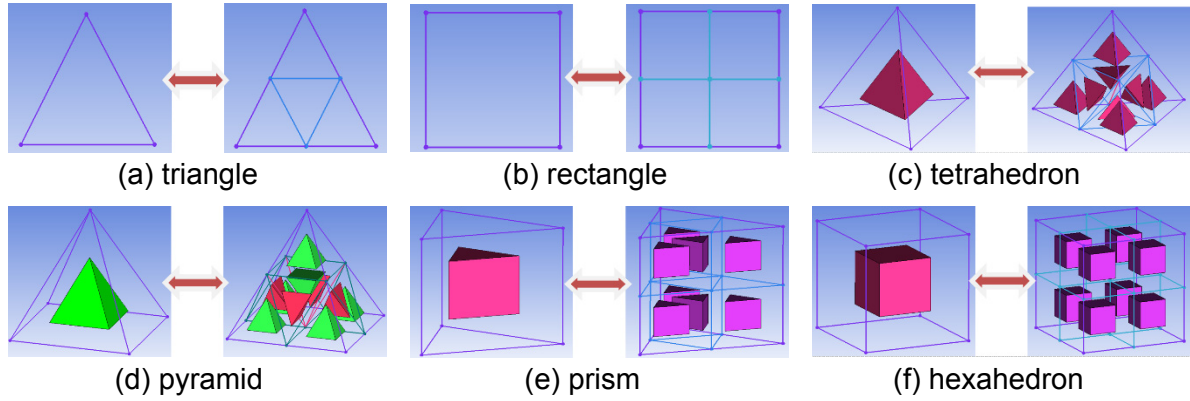 (a) triangle
(b) rectangle
(c) tetrahedron
(d) pyramid
(e) prism
(f) hexahedron